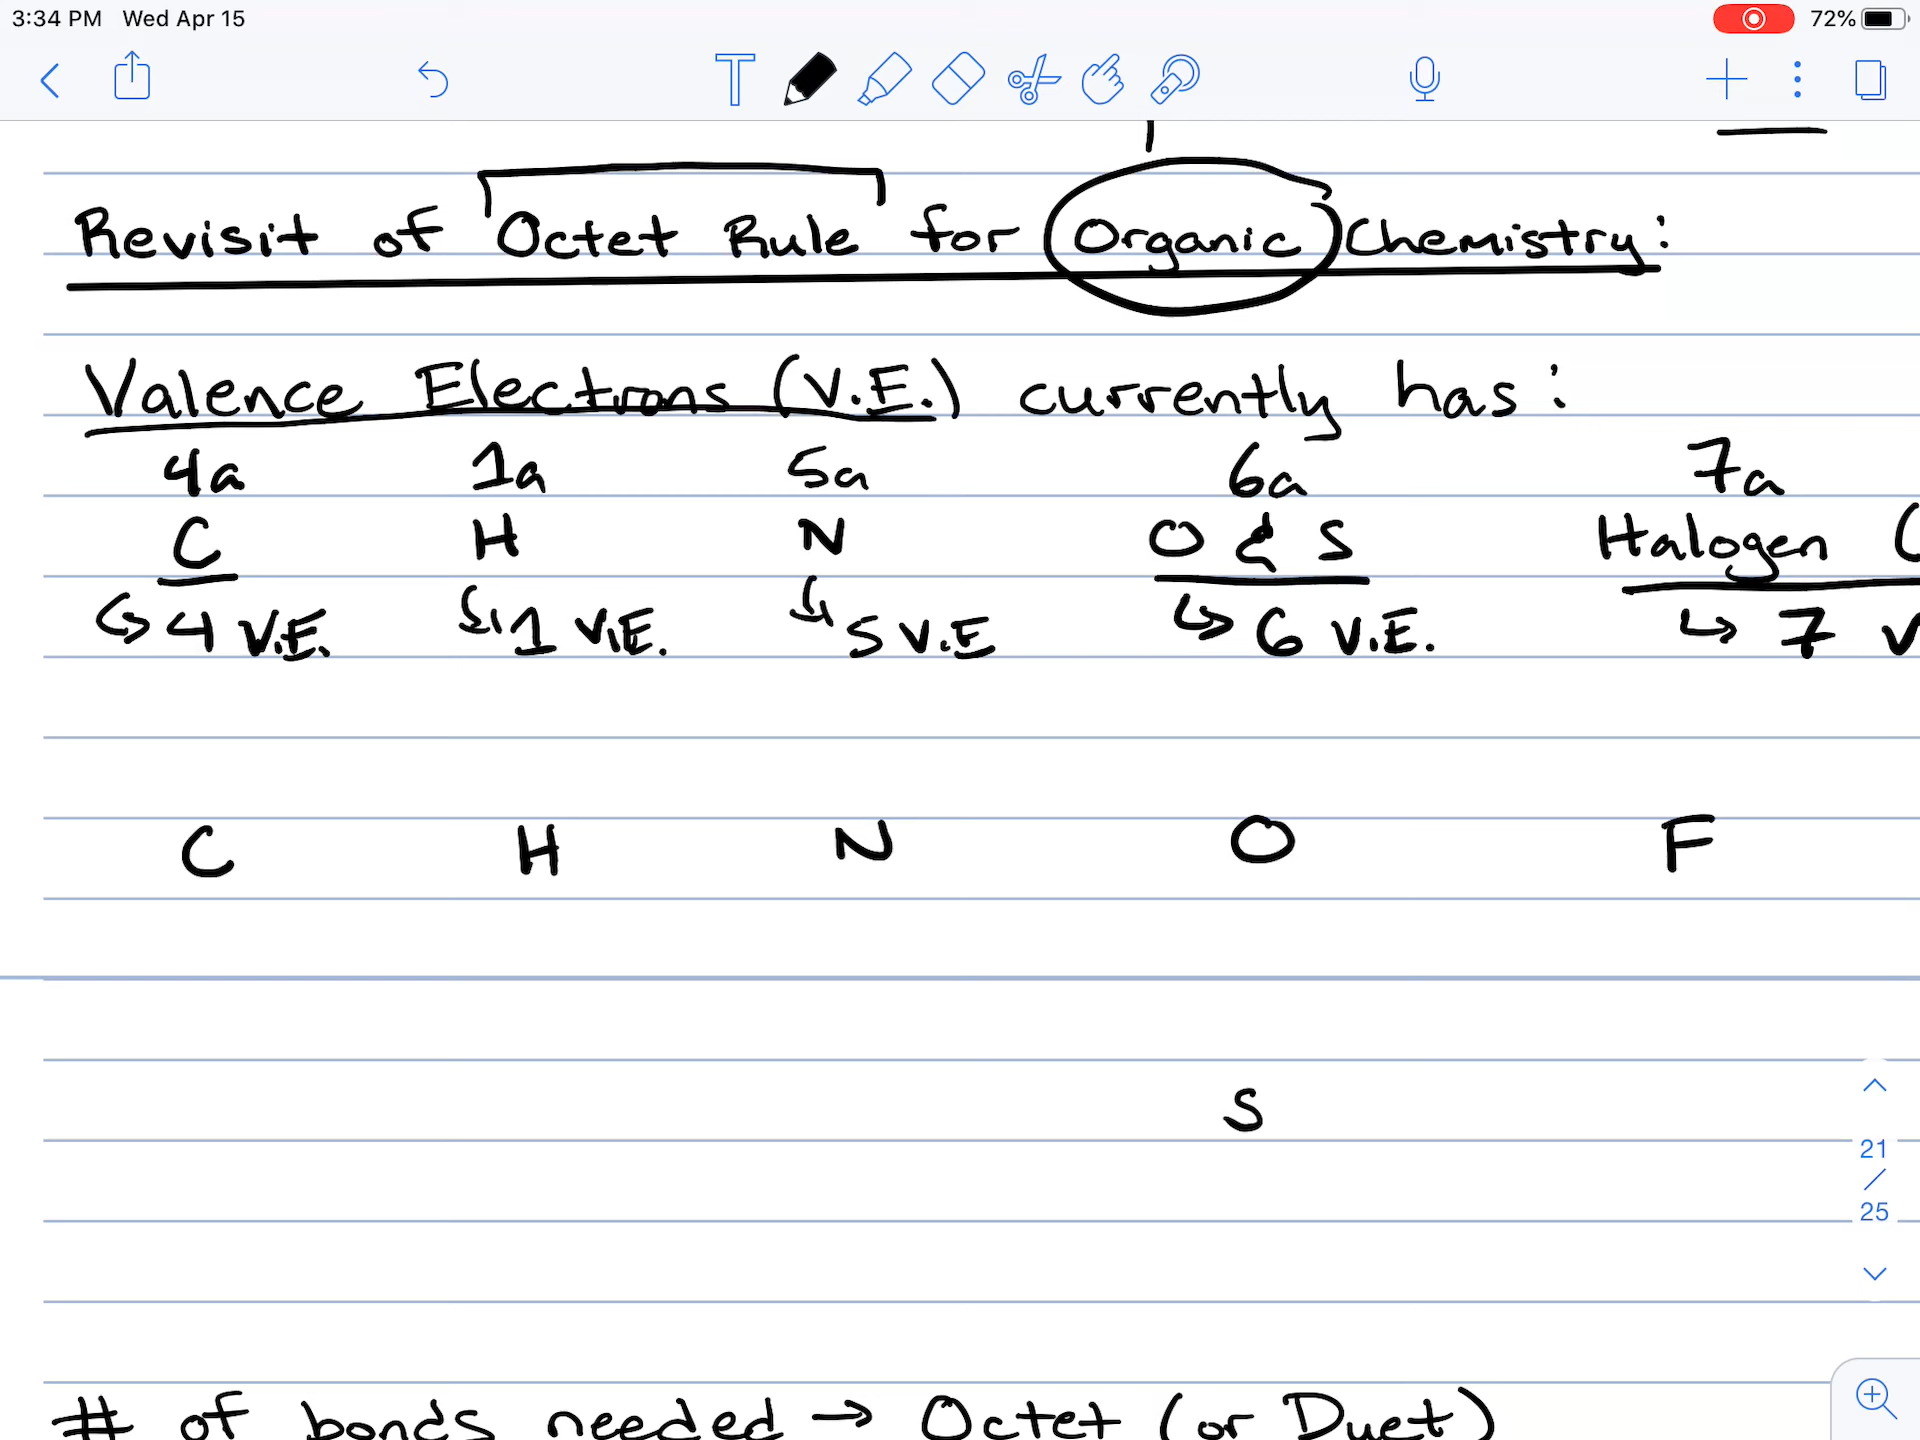 3:34 PM Wed Apr 15 72%
T
Revisit of Octet Rule for Organic Chemistry:
Valence Electrons (V.E.) currently has:
4a 1a 5a 6a 7a
C H N O & S Halogen (
↳ 4 V.E. ↳ 1 V.E. ↳ 5 V.E ↳ 6 V.E. ↳ 7 V
C H N O F
S
21
/
25
# of bonds needed → Octet (or Duet)